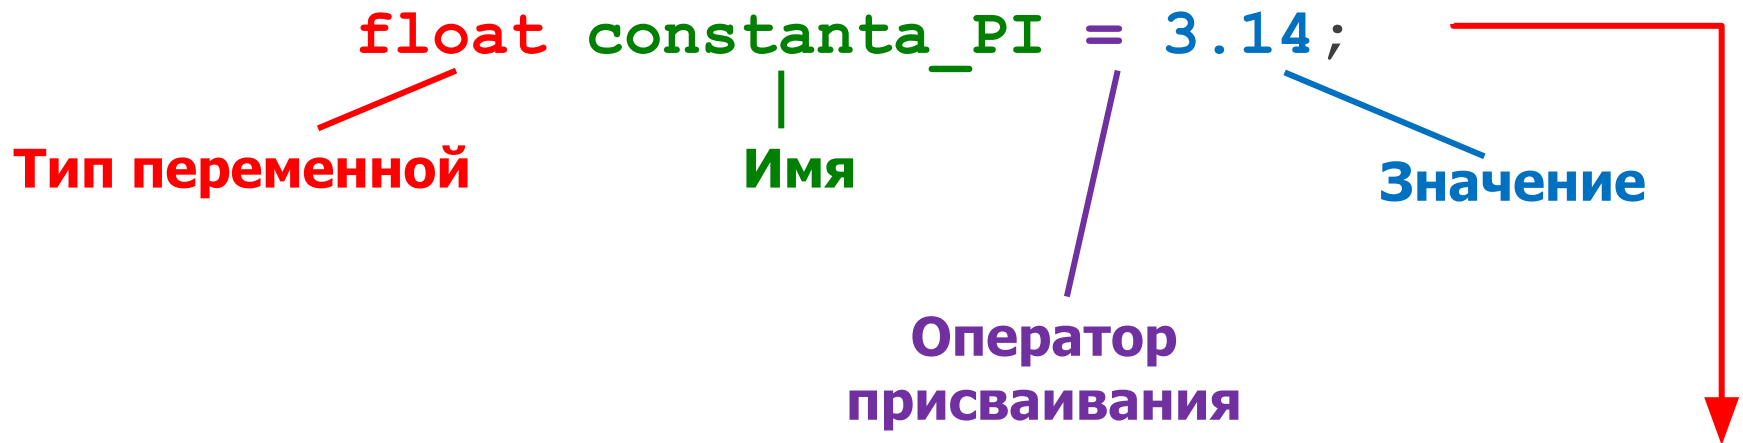 float constanta_PI = 3.14;
Тип переменной
Имя
Значение
Оператор
присваивания